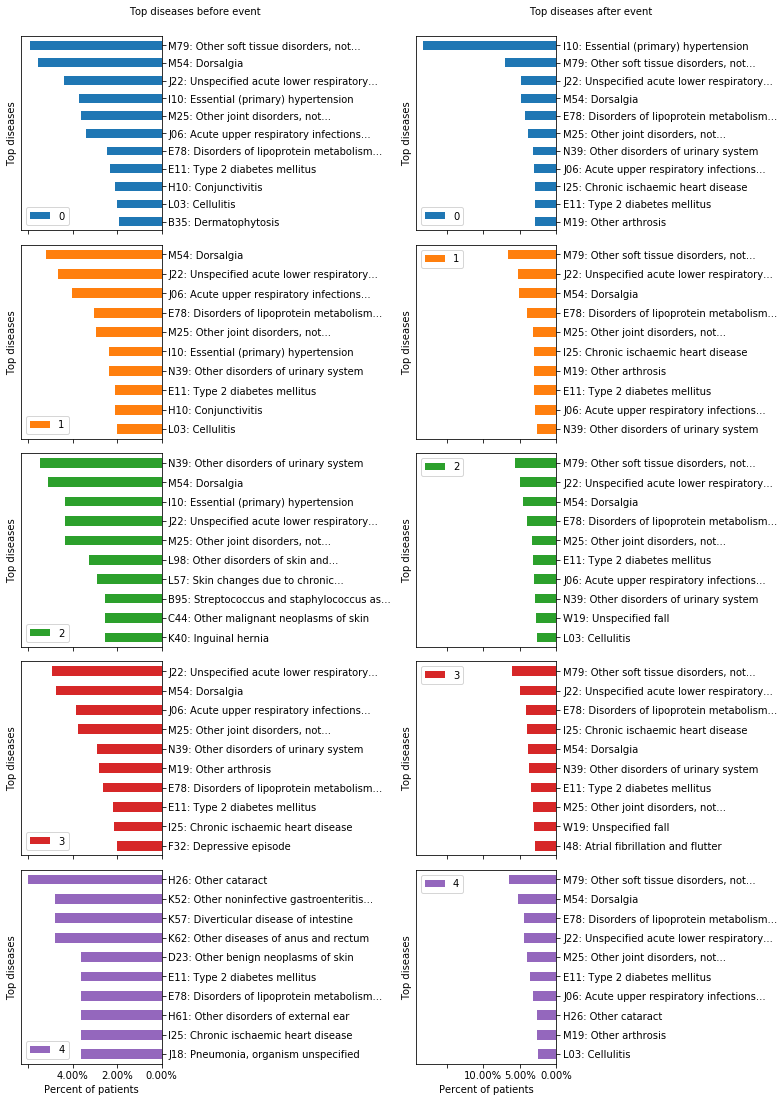 Top diseases before event
Top diseases
M79: Other soft tissue disorders, not...
M54: Dorsalgia
J22: Unspecified acute lower respiratory...
I10: Essential (primary) hypertension
M25: Other joint disorders, not...
J06: Acute upper respiratory infections...
E78: Disorders of lipoprotein metabolism...
E11: Type 2 diabetes mellitus
H10: Conjunctivitis
L03: Cellulitis
B35: Dermatophytosis
0
Top diseases after event
Top diseases
I10: Essential (primary) hypertension
M79: Other soft tissue disorders, not...
J22: Unspecified acute lower respiratory...
M54: Dorsalgia
E78: Disorders of lipoprotein metabolism...
M25: Other joint disorders, not...
N39: Other disorders of urinary system
J06: Acute upper respiratory infections...
I25: Chronic ischaemic heart disease
E11: Type 2 diabetes mellitus
M19: Other arthrosis
0
Top diseases
M54: Dorsalgia
J22: Unspecified acute lower respiratory...
J06: Acute upper respiratory infections...
E78: Disorders of lipoprotein metabolism...
M25: Other joint disorders, not...
I10: Essential (primary) hypertension
N39: Other disorders of urinary system
E11: Type 2 diabetes mellitus
H10: Conjunctivitis
L03: Cellulitis
1
Top diseases
1
M79: Other soft tissue disorders, not...
J22: Unspecified acute lower respiratory...
M54: Dorsalgia
E78: Disorders of lipoprotein metabolism...
M25: Other joint disorders, not...
I25: Chronic ischaemic heart disease
M19: Other arthrosis
E11: Type 2 diabetes mellitus
J06: Acute upper respiratory infections...
N39: Other disorders of urinary system
Top diseases
N39: Other disorders of urinary system
M54: Dorsalgia
I10: Essential (primary) hypertension
J22: Unspecified acute lower respiratory...
M25: Other joint disorders, not...
L98: Other disorders of skin and...
L57: Skin changes due to chronic...
B95: Streptococcus and staphylococcus as...
C44: Other malignant neoplasms of skin
K40: Inguinal hernia
2
Top diseases
2
M79: Other soft tissue disorders, not...
J22: Unspecified acute lower respiratory...
M54: Dorsalgia
E78: Disorders of lipoprotein metabolism...
M25: Other joint disorders, not...
E11: Type 2 diabetes mellitus
J06: Acute upper respiratory infections...
N39: Other disorders of urinary system
W19: Unspecified fall
L03: Cellulitis
Top diseases
J22: Unspecified acute lower respiratory...
M54: Dorsalgia
J06: Acute upper respiratory infections...
M25: Other joint disorders, not...
N39: Other disorders of urinary system
M19: Other arthrosis
E78: Disorders of lipoprotein metabolism...
E11: Type 2 diabetes mellitus
I25: Chronic ischaemic heart disease
F32: Depressive episode
3
Top diseases
3
M79: Other soft tissue disorders, not...
J22: Unspecified acute lower respiratory...
E78: Disorders of lipoprotein metabolism...
I25: Chronic ischaemic heart disease
M54: Dorsalgia
N39: Other disorders of urinary system
E11: Type 2 diabetes mellitus
M25: Other joint disorders, not...
W19: Unspecified fall
I48: Atrial fibrillation and flutter
Top diseases
H26: Other cataract
K52: Other noninfective gastroenteritis...
K57: Diverticular disease of intestine
K62: Other diseases of anus and rectum
D23: Other benign neoplasms of skin
E11: Type 2 diabetes mellitus
E78: Disorders of lipoprotein metabolism...
H61: Other disorders of external ear
I25: Chronic ischaemic heart disease
J18: Pneumonia, organism unspecified
4
4.00% 2.00% 0.00%
Percent of patients
Top diseases
4
M79: Other soft tissue disorders, not...
M54: Dorsalgia
E78: Disorders of lipoprotein metabolism...
J22: Unspecified acute lower respiratory...
M25: Other joint disorders, not...
E11: Type 2 diabetes mellitus
J06: Acute upper respiratory infections...
H26: Other cataract
M19: Other arthrosis
L03: Cellulitis
10.00% 5.00% 0.00%
Percent of patients